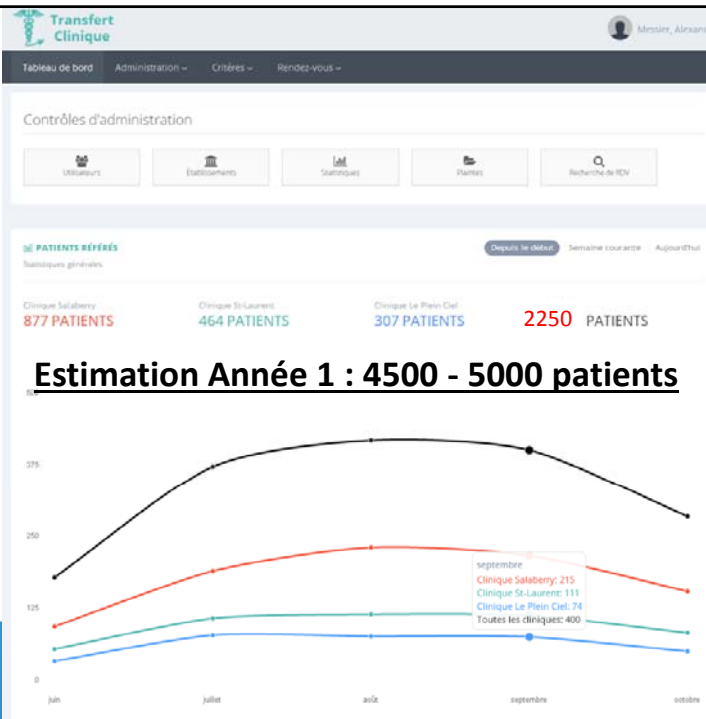 Transfert
Clinique
Messier, Alexan
Tableau de bord Administration Critères Rendez-vous
Contrôles d'administration
Utilisateurs Établissements Statistiques Plaintes Recherche de RDV
PATIENTS RÉFÉRÉS
Depuis le début Semaine courante Aujourd'hui
Statistiques générales
Clinique Salaberry Clinique St-Laurent Clinique Le Plein Ciel
877 PATIENTS 464 PATIENTS 307 PATIENTS 2250 PATIENTS
Estimation Année 1 : 4500 - 5000 patients
375
250
septembre
Clinique Salaberry: 215
Clinique St-Laurent: 111
Clinique Le Plein Ciel: 74
Toutes les cliniques: 400
125
0
juin juillet août septembre octobre